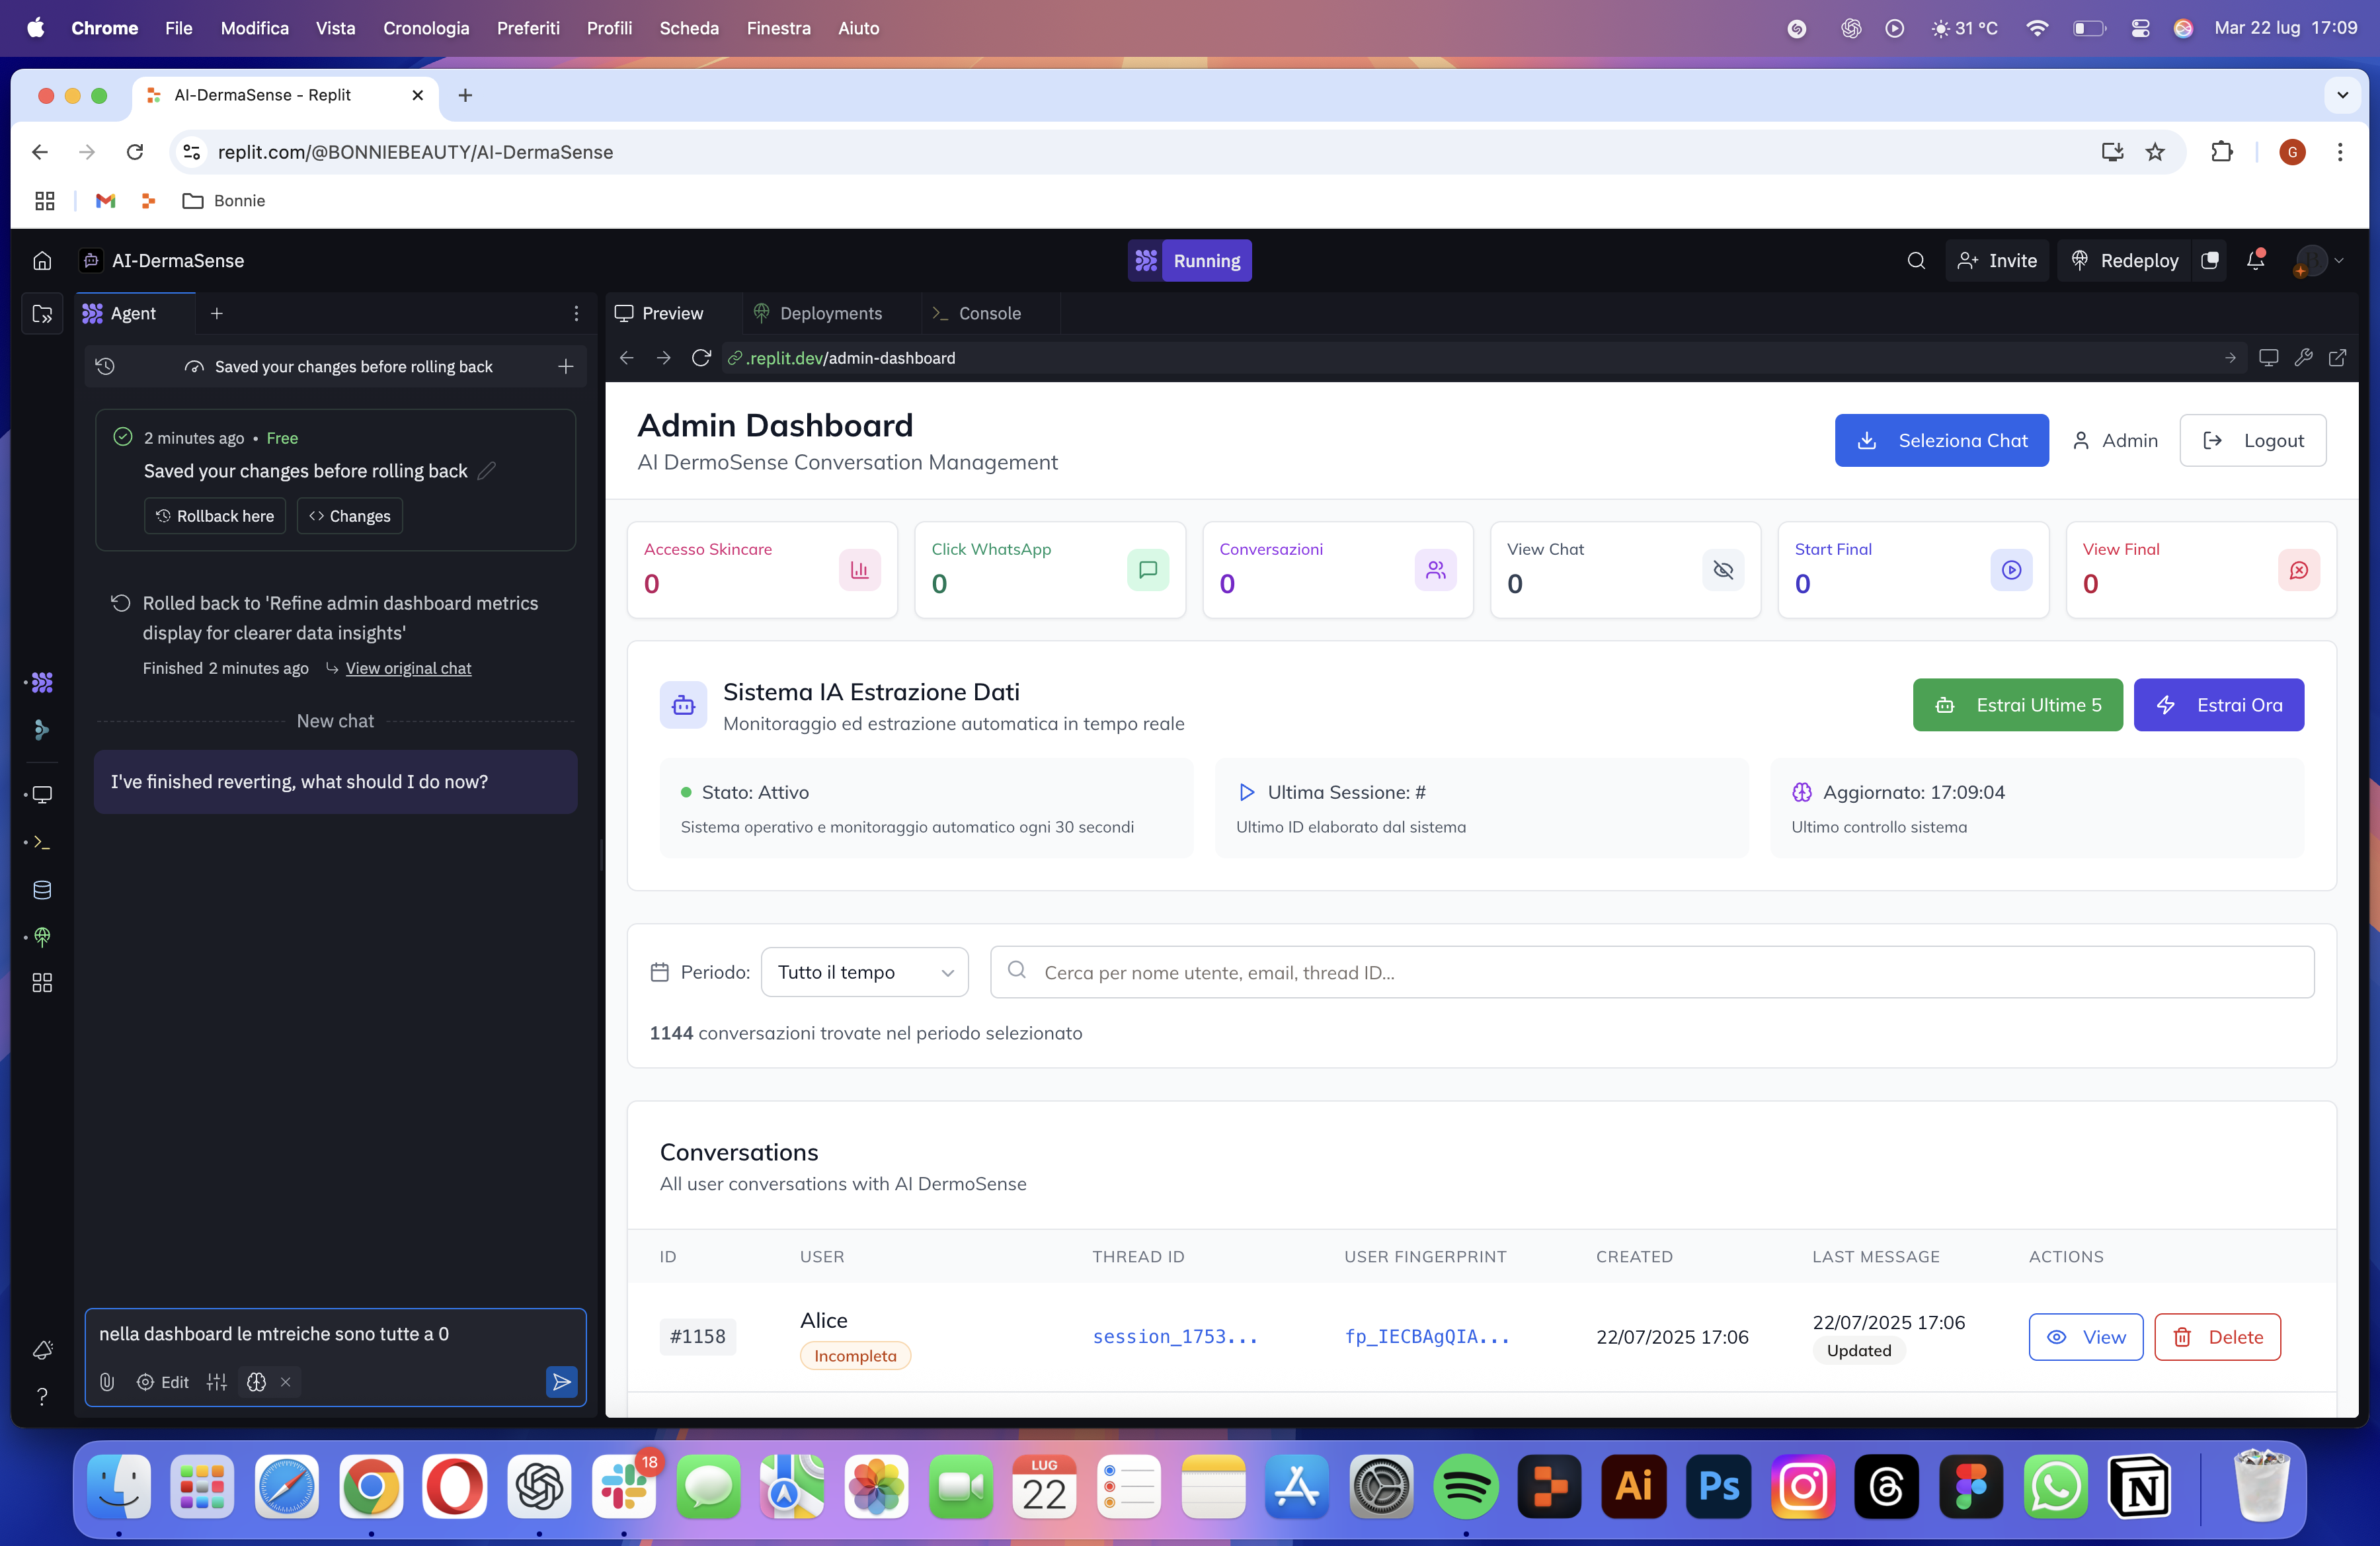 Chrome File Modifica Vista Cronologia Preferiti Profili Scheda Finestra Aiuto 31 °C Mar 22 lug 17:09
AI-DermaSense - Replit
replit.com/@BONNIEBEAUTY/AI-DermaSense G
Bonnie
AI-DermaSense Running Invite Redeploy
Agent Preview Deployments Console
Saved your changes before rolling back
.replit.dev/admin-dashboard
2 minutes ago • Free
Saved your changes before rolling back
Rollback here <> Changes
Rolled back to 'Refine admin dashboard metrics
display for clearer data insights'
Finished 2 minutes ago View original chat
New chat
I've finished reverting, what should I do now?
nella dashboard le mtreiche sono tutte a 0
Edit
?
Admin Dashboard
AI DermoSense Conversation Management
Seleziona Chat Admin Logout
Accesso Skincare Click WhatsApp Conversazioni View Chat Start Final View Final
0 0 0 0 0 0
Sistema IA Estrazione Dati
Monitoraggio ed estrazione automatica in tempo reale
Estrai Ultime 5 Estrai Ora
Stato: Attivo Ultima Sessione: # Aggiornato: 17:09:04
Sistema operativo e monitoraggio automatico ogni 30 secondi Ultimo ID elaborato dal sistema Ultimo controllo sistema
Periodo: Tutto il tempo Cerca per nome utente, email, thread ID...
1144 conversazioni trovate nel periodo selezionato
Conversations
All user conversations with AI DermoSense
ID USER THREAD ID USER FINGERPRINT CREATED LAST MESSAGE ACTIONS
#1158 Alice session_1753... fp_IECBAgQIA... 22/07/2025 17:06 22/07/2025 17:06 View Delete
Incompleta Updated
18
LUG
22
Ai
Ps
N